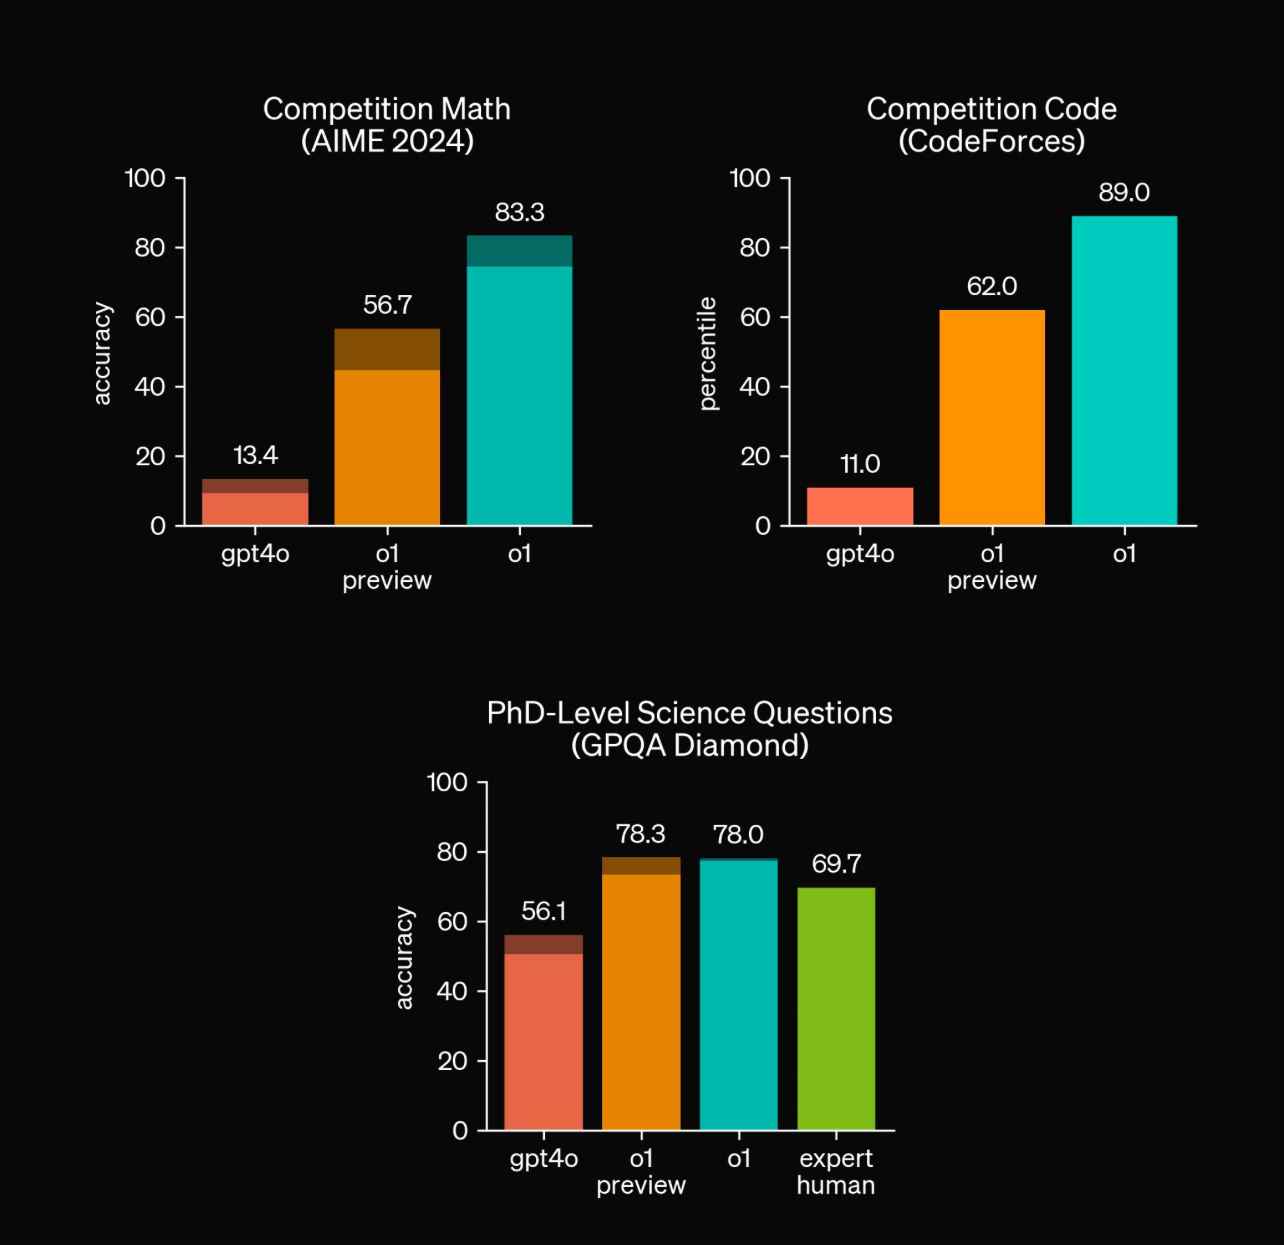 Competition Math
(AIME 2024)
accuracy
100
80
60
40
20
0
13.4
56.7
83.3
gpt4o
o1
preview
o1
Competition Code
(CodeForces)
percentile
100
80
60
40
20
0
11.0
62.0
89.0
gpt4o
o1
preview
o1
PhD-Level Science Questions
(GPQA Diamond)
accuracy
100
80
60
40
20
0
56.1
78.3
78.0
69.7
gpt4o
o1
preview
o1
expert
human